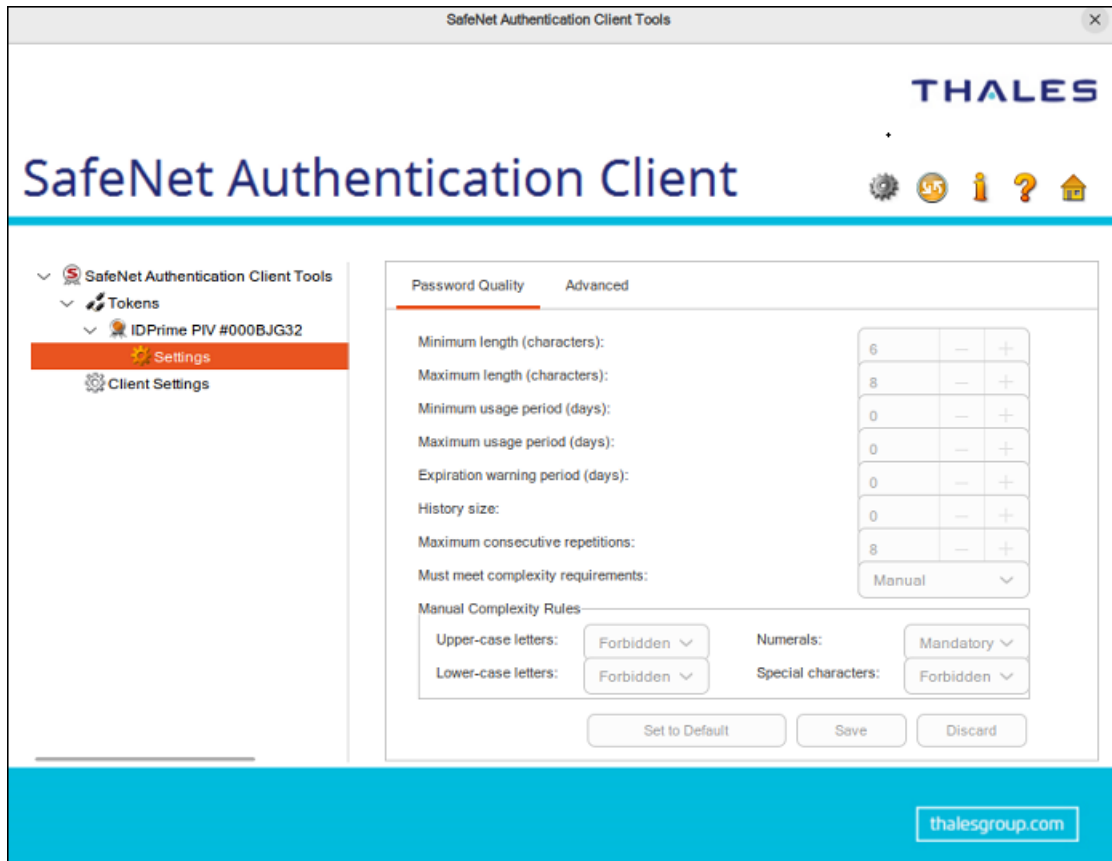 SafeNet Authentication Client Tools
THALES
SafeNet Authentication Client
SafeNet Authentication Client Tools
Tokens
IDPrime PIV #000BJG32
Settings
Client Settings
Password Quality Advanced
Minimum length (characters): 6
Maximum length (characters): 8
Minimum usage period (days): 0
Maximum usage period (days): 0
Expiration warning period (days): 0
History size: 0
Maximum consecutive repetitions: 8
Must meet complexity requirements: Manual
Manual Complexity Rules
Upper-case letters: Forbidden Numerals: Mandatory
Lower-case letters: Forbidden Special characters: Forbidden
Set to Default Save Discard
thalesgroup.com